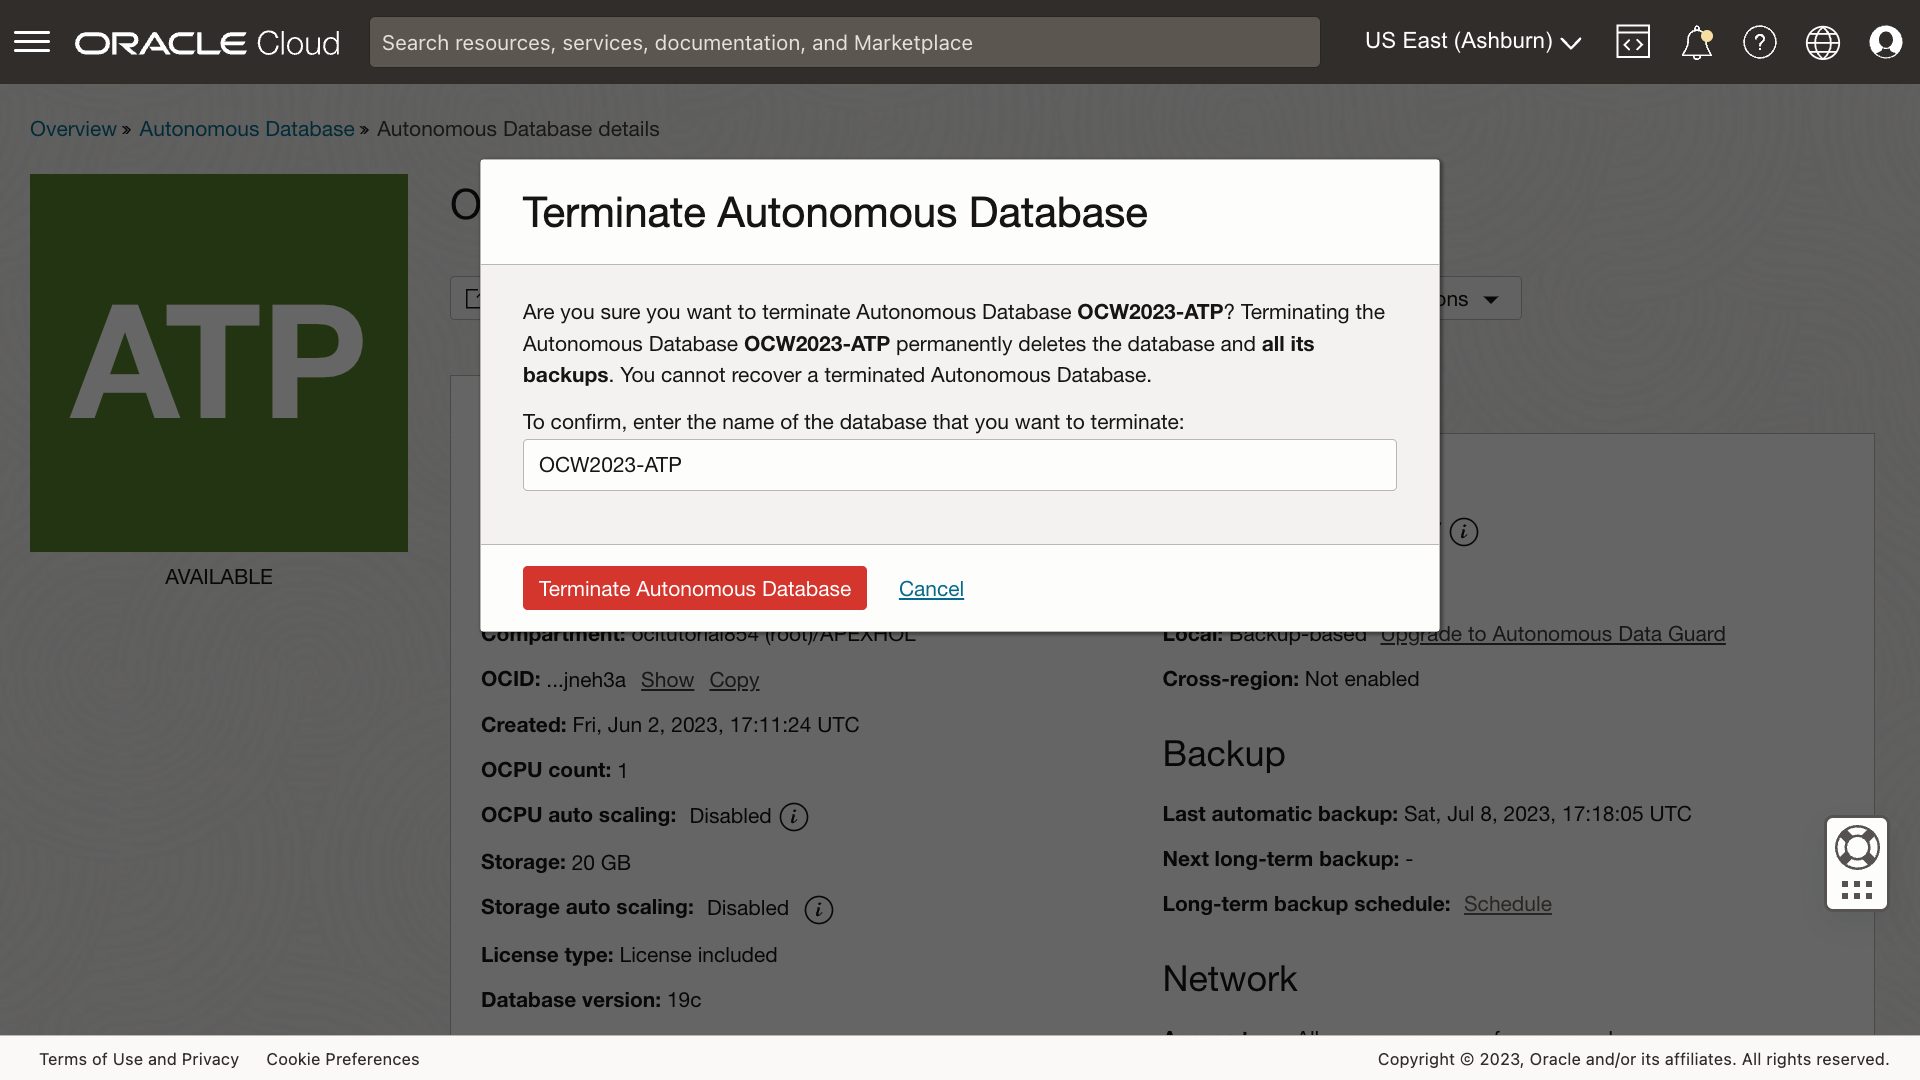 ORACLE Cloud
Search resources, services, documentation, and Marketplace
US East (Ashburn)
Overview » Autonomous Database » Autonomous Database details
ATP
AVAILABLE
Terminate Autonomous Database
Are you sure you want to terminate Autonomous Database OCW2023-ATP? Terminating the
Autonomous Database OCW2023-ATP permanently deletes the database and all its
backups. You cannot recover a terminated Autonomous Database.
To confirm, enter the name of the database that you want to terminate:
OCW2023-ATP
Terminate Autonomous Database
Cancel
Compartment: ocitutorial854 (root)/APEXHOL
OCID: ...jneh3a Show Copy
Created: Fri, Jun 2, 2023, 17:11:24 UTC
OCPU count: 1
OCPU auto scaling: Disabled
Storage: 20 GB
Storage auto scaling: Disabled
License type: License included
Database version: 19c
Local: Backup-based Upgrade to Autonomous Data Guard
Cross-region: Not enabled
Backup
Last automatic backup: Sat, Jul 8, 2023, 17:18:05 UTC
Next long-term backup: -
Long-term backup schedule: Schedule
Network
Terms of Use and Privacy
Cookie Preferences
Copyright © 2023, Oracle and/or its affiliates. All rights reserved.